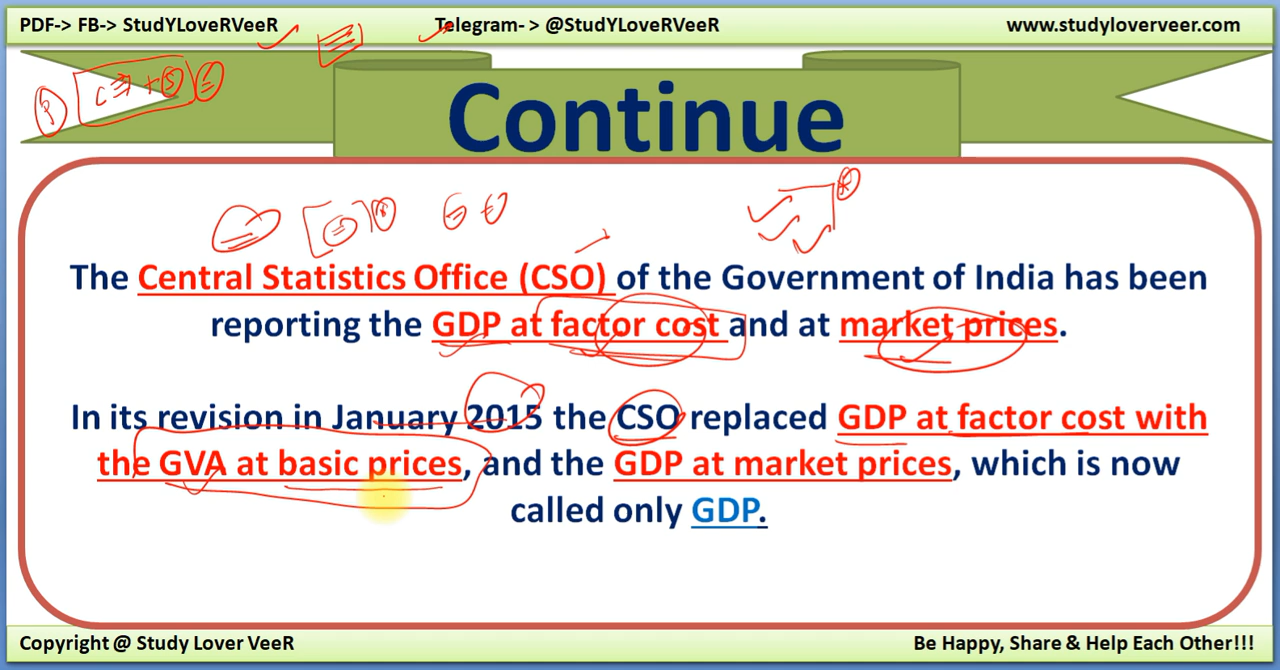 PDF-> FB-> StudYLoveRVeeR Telegram- > @StudYLoveRVeeR www.studyloverveer.com
Continue
The Central Statistics Office (CSO) of the Government of India has been
reporting the GDP at factor cost and at market prices.
In its revision in January 2015 the CSO replaced GDP at factor cost with
the GVA at basic prices, and the GDP at market prices, which is now
called only GDP.
Copyright @ Study Lover VeeR Be Happy, Share & Help Each Other!!!